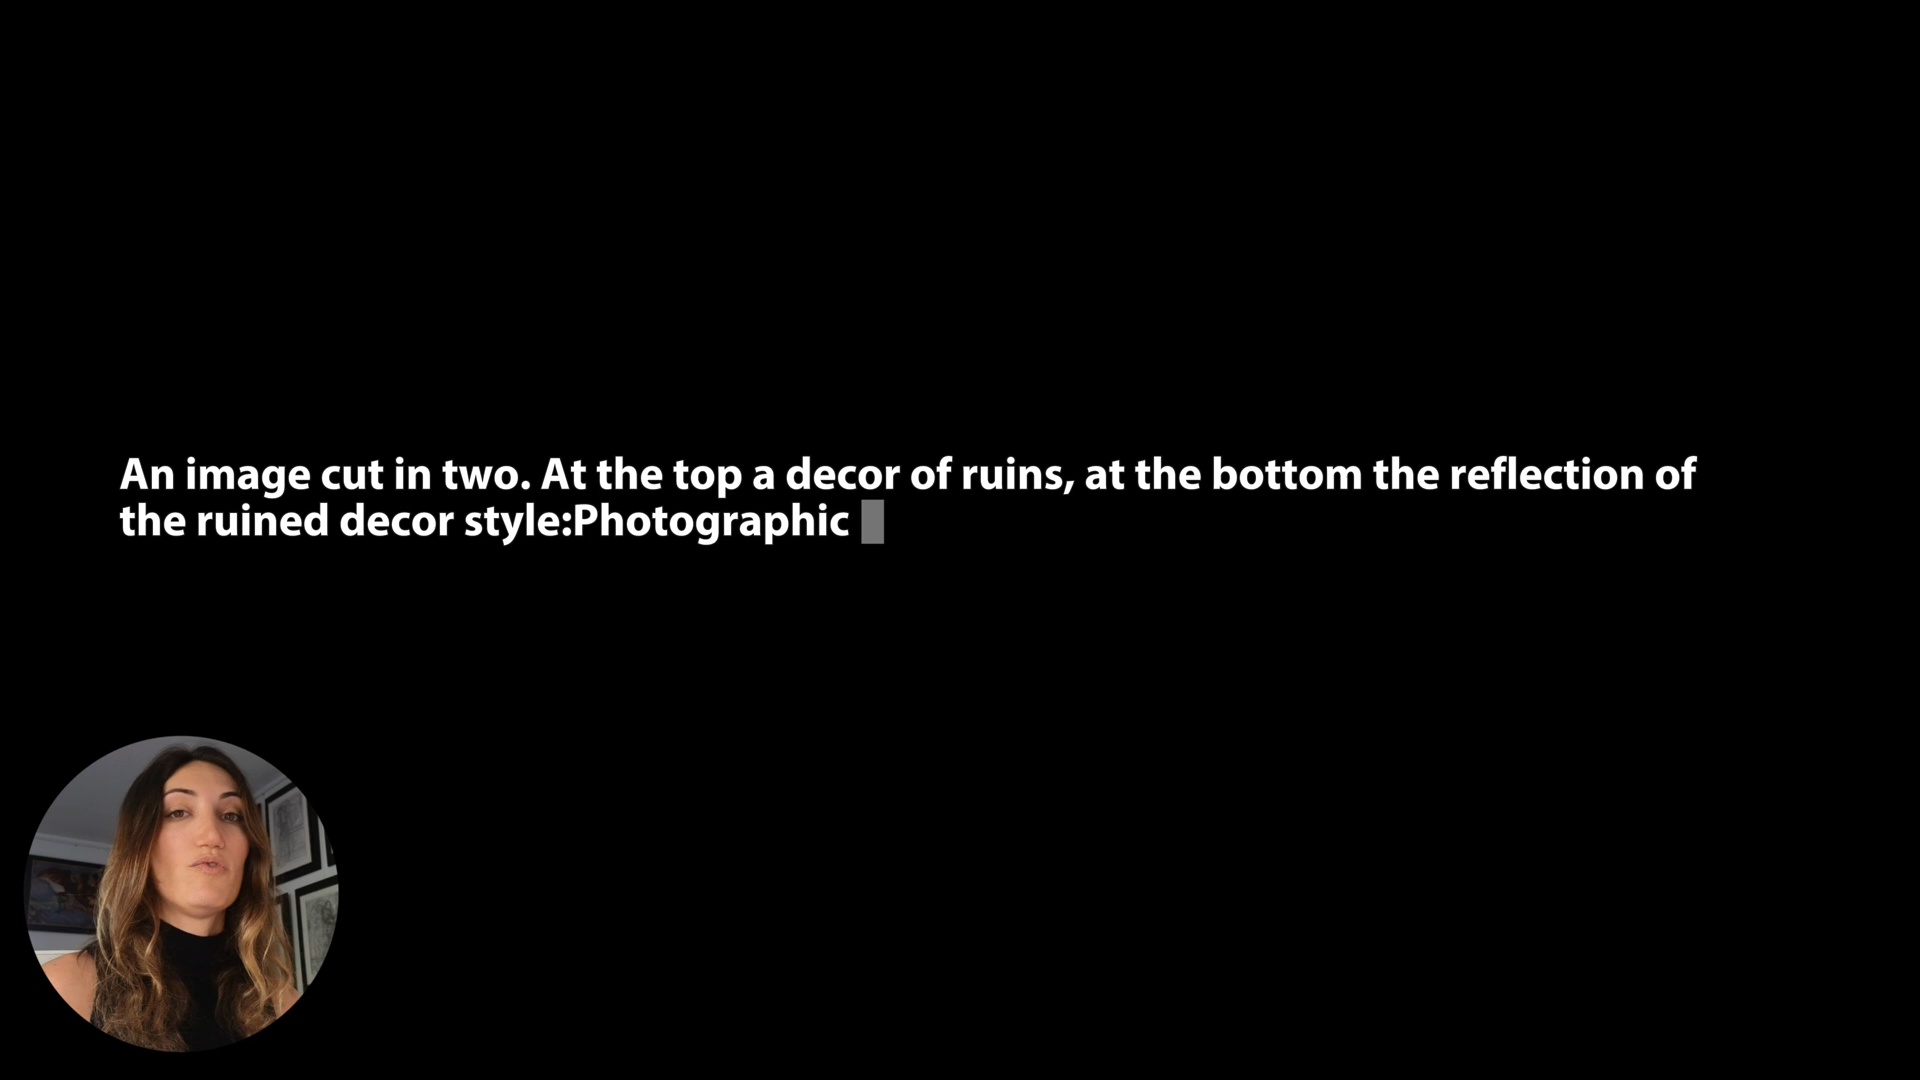 An image cut in two. At the top a decor of ruins, at the bottom the reflection of
the ruined decor style:Photographic